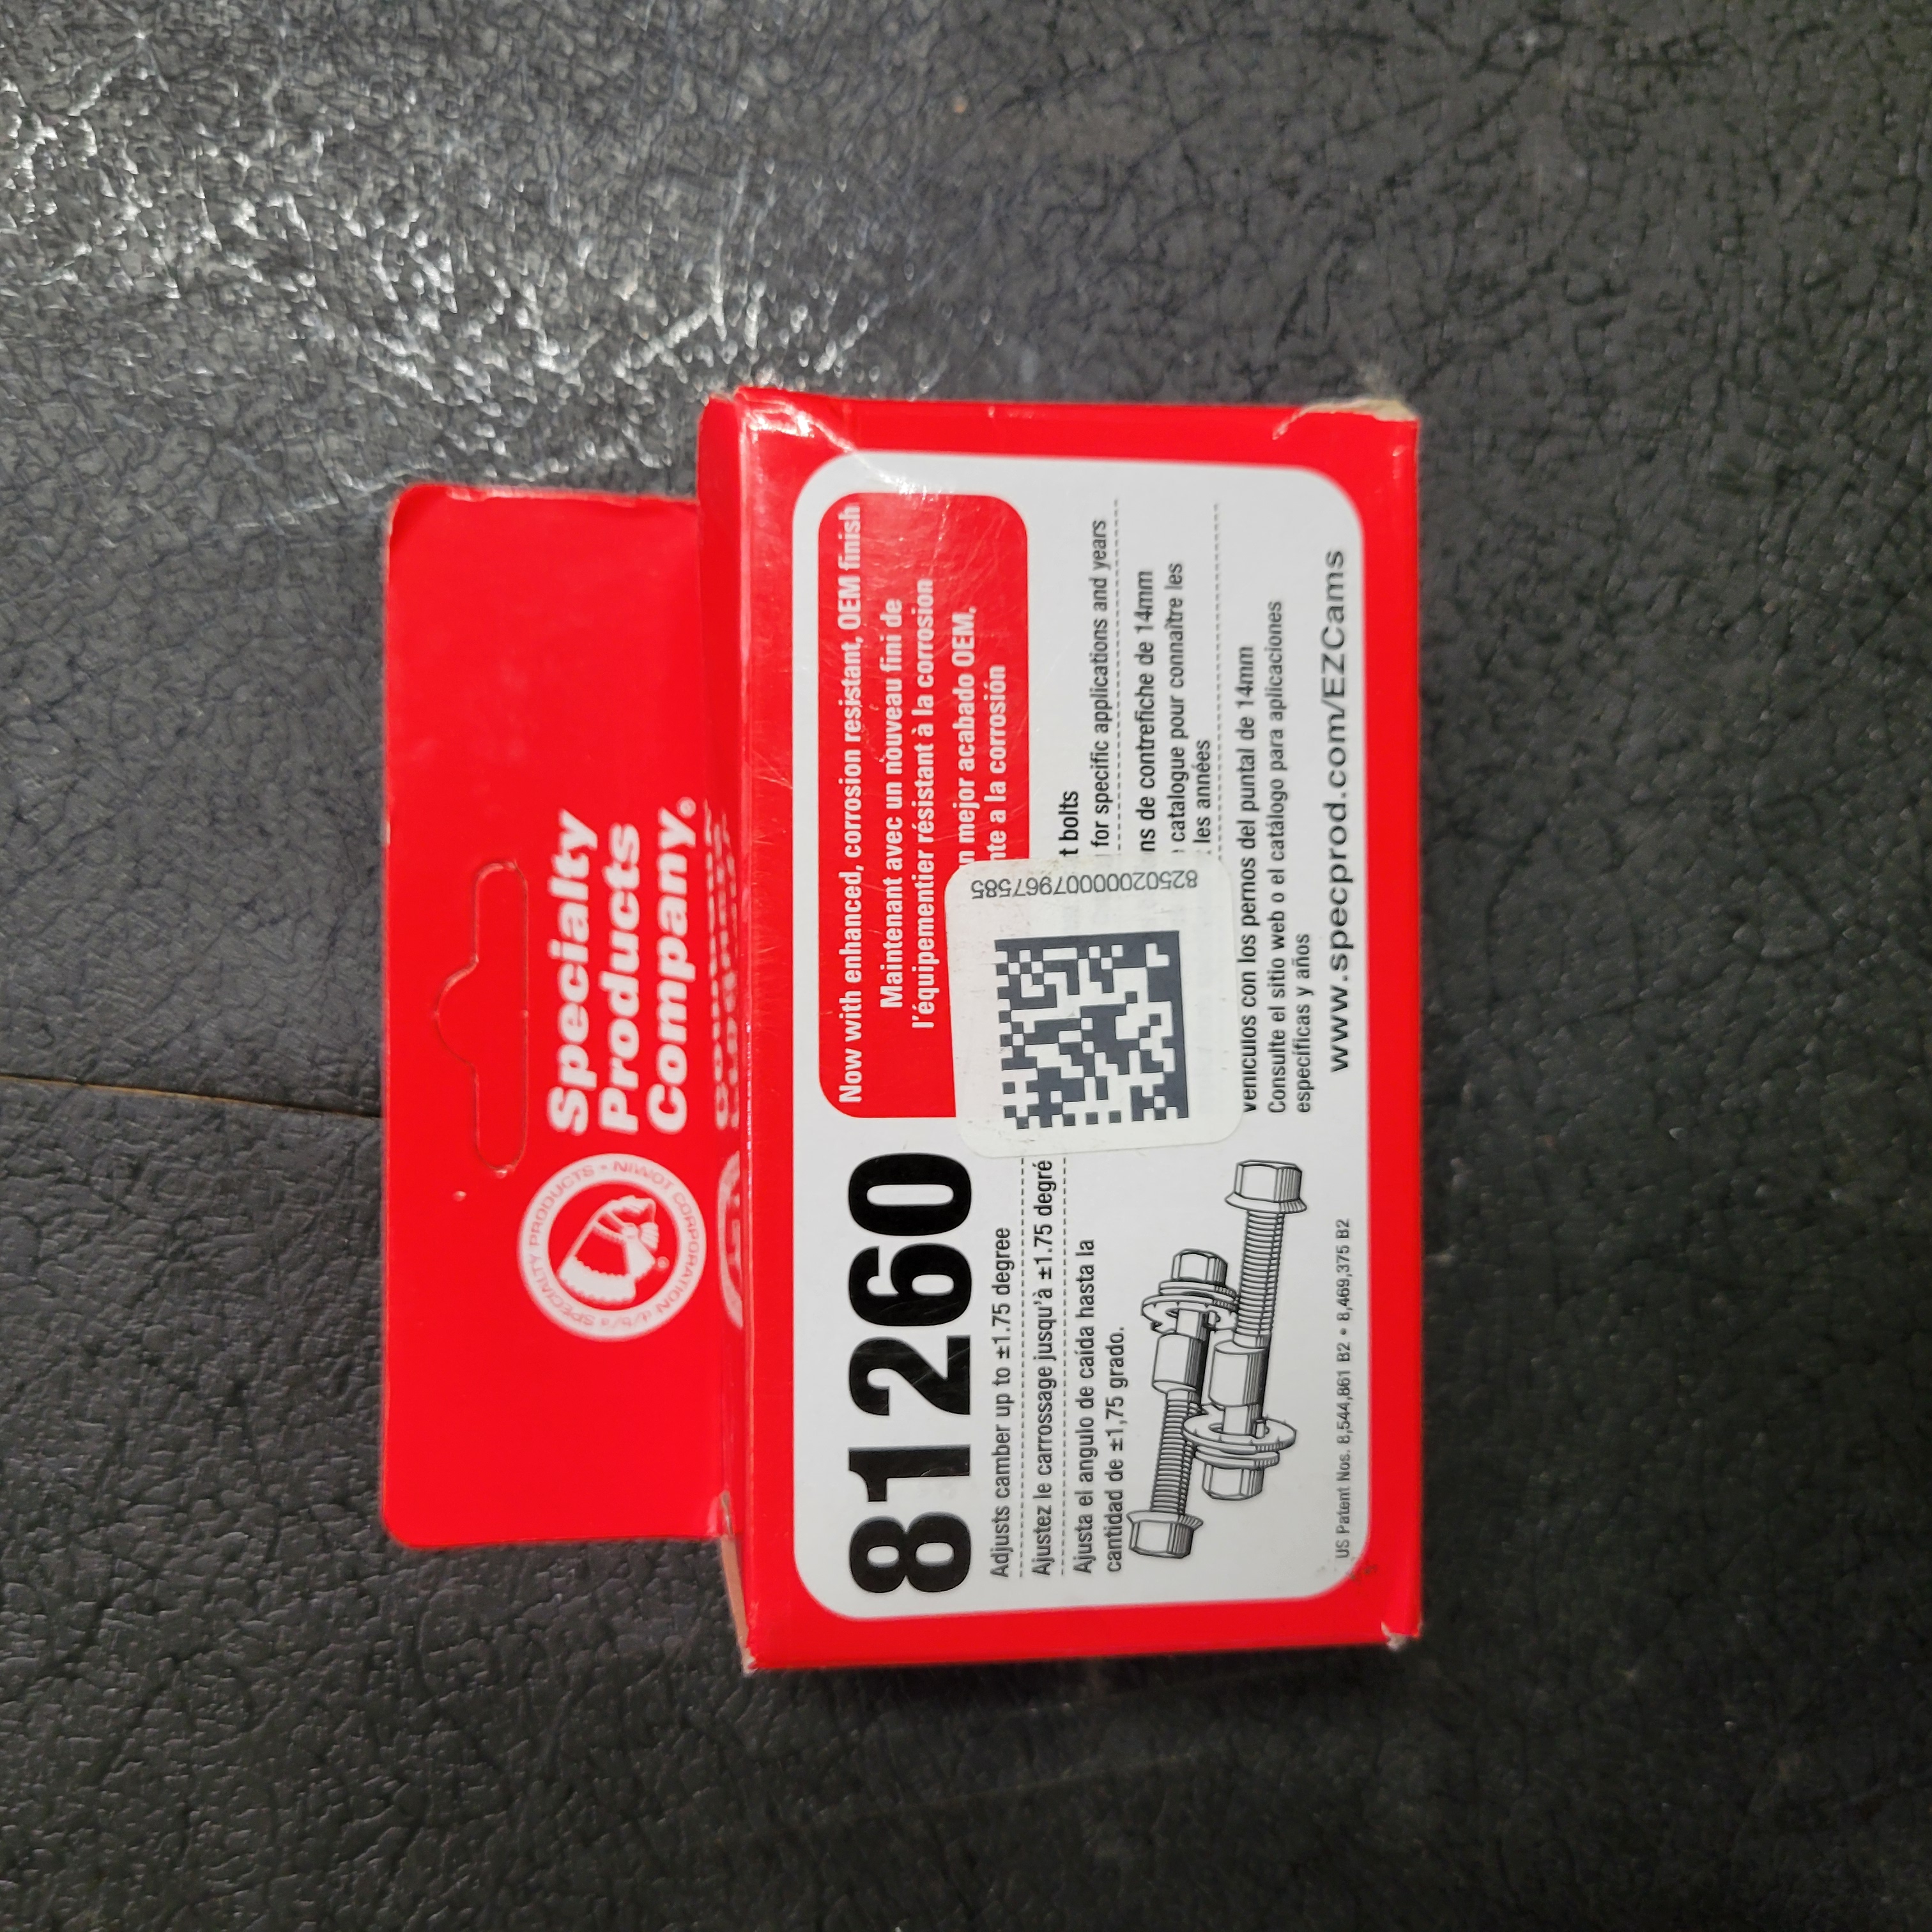 Specialty
Products
Company®
SPECIALTY PRODUCTS • NIWOT CORPORATION d/b/a
81260
Now with enhanced, corrosion resistant, OEM finish
Maintenant avec un nouveau fini de
l'équipementier résistant à la corrosion
mejor acabado OEM,
a la corrosión
Adjusts camber up to ±1.75 degree
Ajustez le carrossage jusqu'à ±1.75 degré
Ajusta el angulo de caída hasta la
cantidad de ±1,75 grado.
bolts
for specific applications and years
de contrefiche de 14mm
catalogue pour connaître les
les années
con los pernos del puntal de 14mm
Consulte el sitio web o el catálogo para aplicaciones
específicas y años
82502000007967585
US Patent Nos. 8,544,861 B2 • 8,469,375 B2
www.specprod.com/EZCams